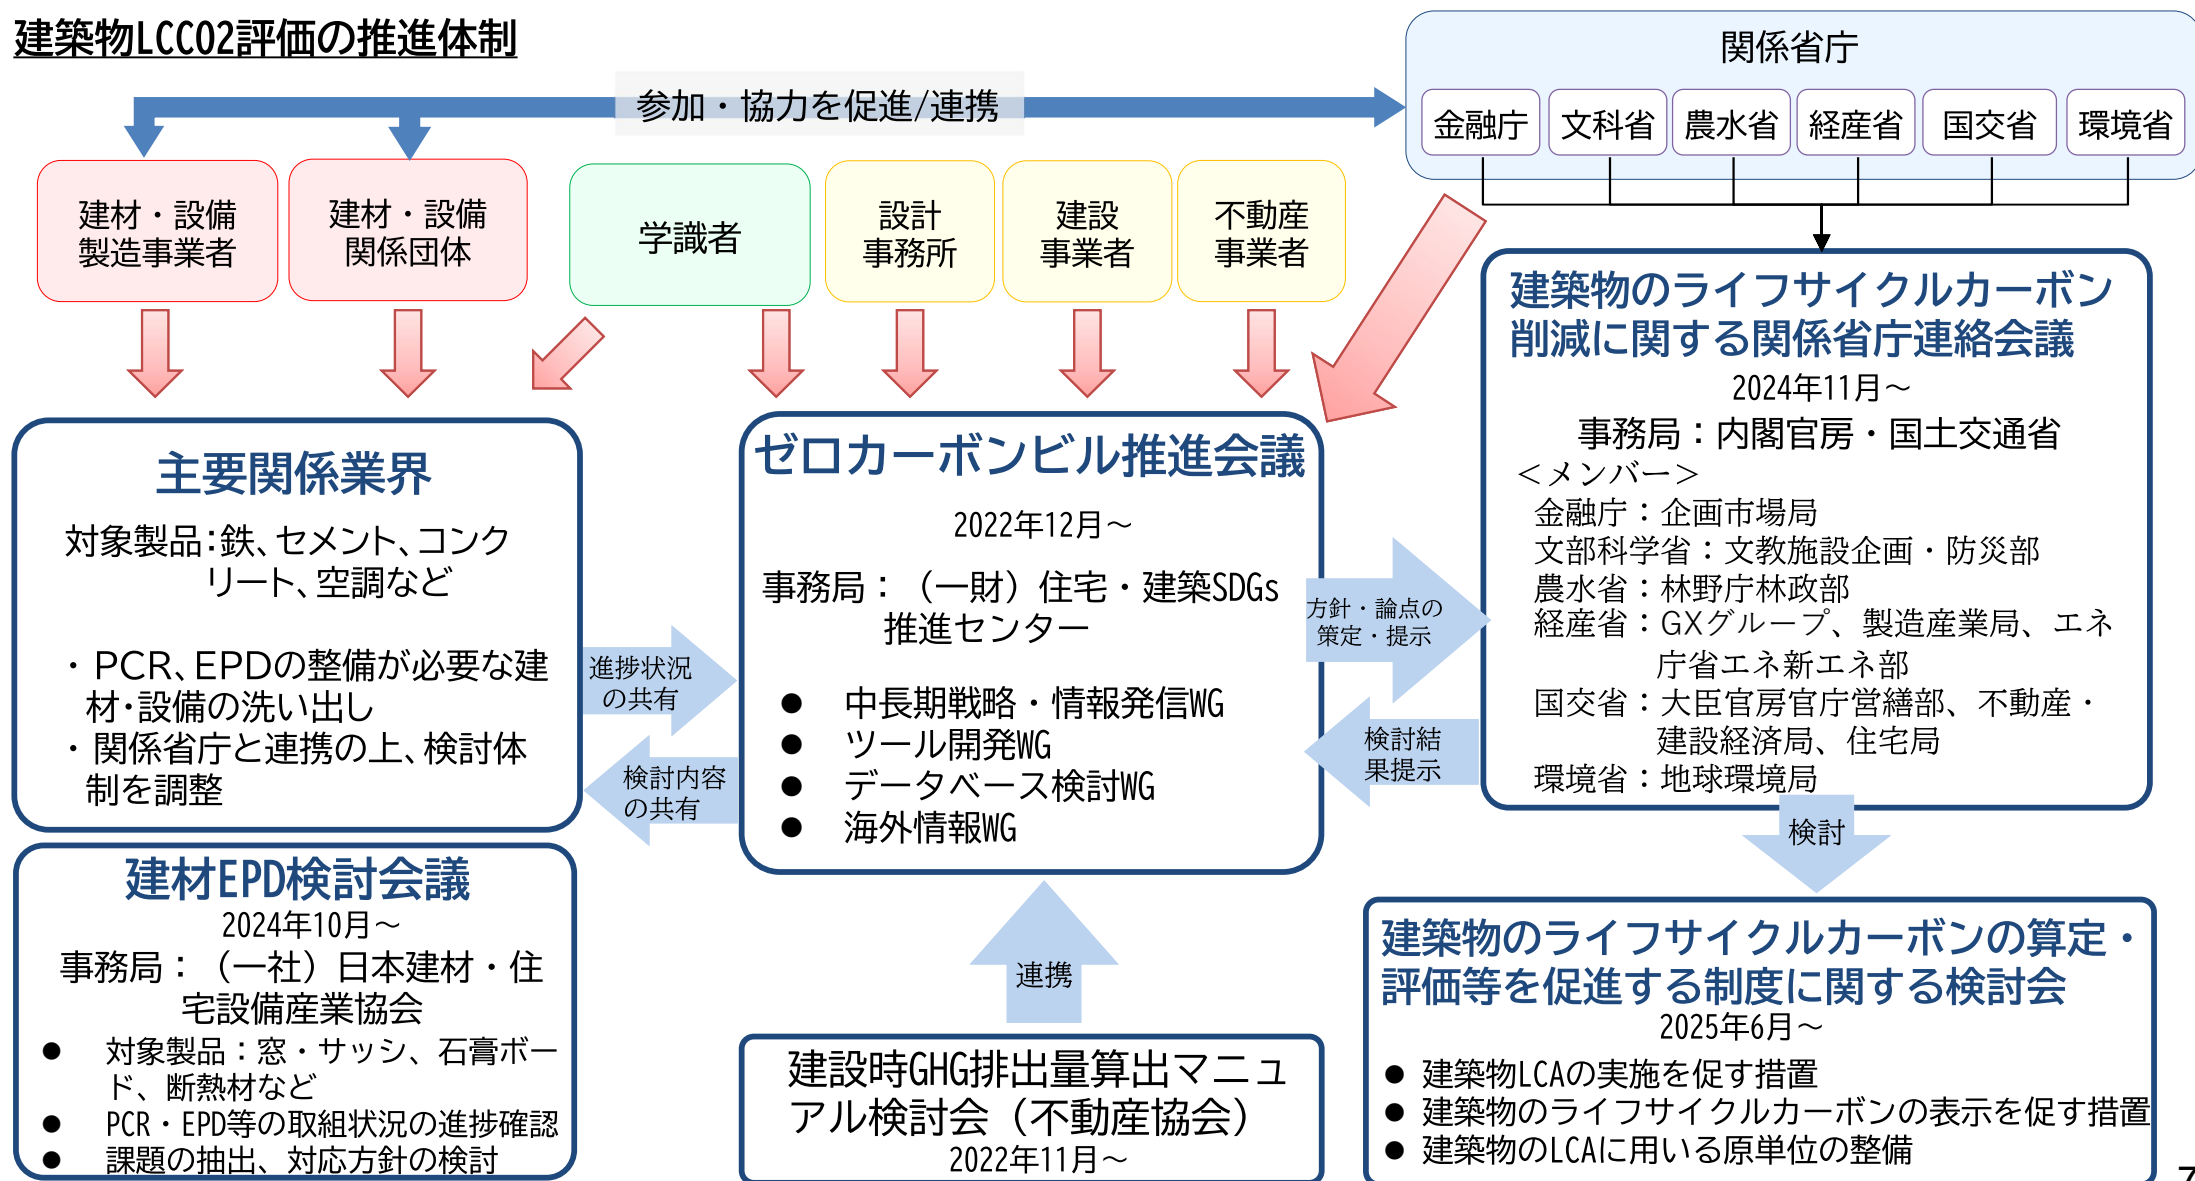 建築物LCCO2評価の推進体制
関係省庁
参加・協力を促進/連携
金融庁
文科省
農水省
経産省
国交省
環境省
建材・設備
製造事業者
建材・設備
関係団体
学識者
設計
事務所
建設
事業者
不動産
事業者
主要関係業界
対象製品：鉄、セメント、コンク
リート、空調など
・PCR、EPDの整備が必要な建
材・設備の洗い出し
・関係省庁と連携の上、検討体
制を調整
進捗状況
の共有
検討内容
の共有
ゼロカーボンビル推進会議
2022年12月～
事務局：（一財）住宅・建築SDGs
推進センター
● 中長期戦略・情報発信WG
● ツール開発WG
● データベース検討WG
● 海外情報WG
方針・論点の
策定・提示
検討結
果提示
建築物のライフサイクルカーボン
削減に関する関係省庁連絡会議
2024年11月～
事務局：内閣官房・国土交通省
＜メンバー＞
金融庁：企画市場局
文部科学省：文教施設企画・防災部
農水省：林野庁林政部
経産省：GXグループ、製造産業局、エネ
庁省エネ新エネ部
国交省：大臣官房官庁営繕部、不動産・
建設経済局、住宅局
環境省：地球環境局
検討
建材EPD検討会議
2024年10月～
事務局：（一社）日本建材・住
宅設備産業協会
● 対象製品：窓・サッシ、石膏ボー
ド、断熱材など
● PCR・EPD等の取組状況の進捗確認
● 課題の抽出、対応方針の検討
連携
建設時GHG排出量算出マニュ
アル検討会（不動産協会）
2022年11月～
建築物のライフサイクルカーボンの算定・
評価等を促進する制度に関する検討会
2025年6月～
● 建築物LCAの実施を促す措置
● 建築物のライフサイクルカーボンの表示を促す措置
● 建築物のLCAに用いる原単位の整備